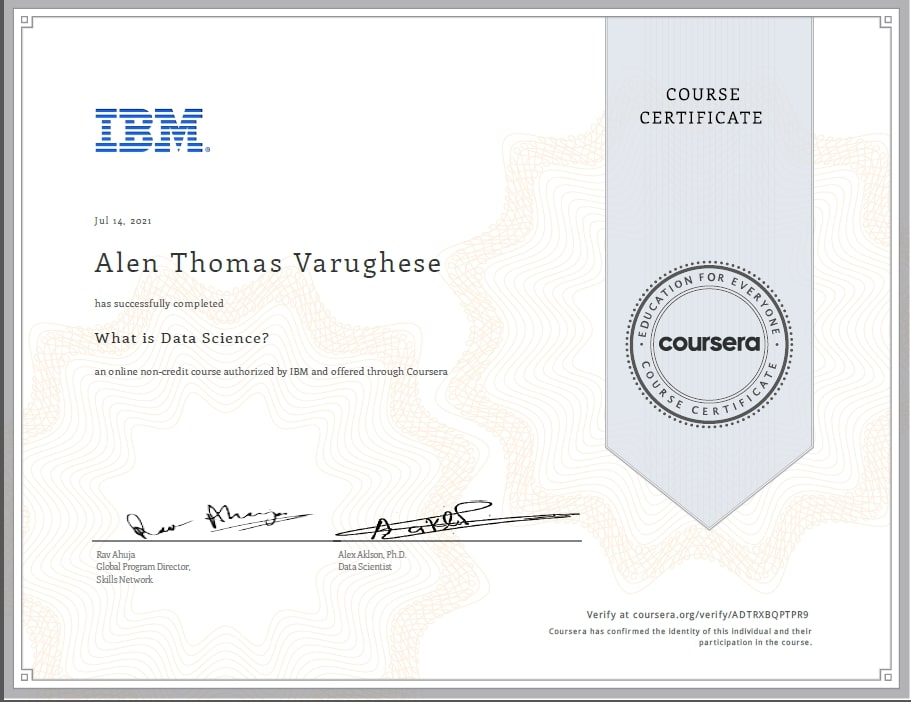 IBM®
COURSE
CERTIFICATE
Jul 14, 2021
Alen Thomas Varughese
has successfully completed
What is Data Science?
an online non-credit course authorized by IBM and offered through Coursera
EDUCATION FOR EVERYONE
coursera
COURSE CERTIFICATE
Rav Ahuja
Global Program Director,
Skills Network
Alex Aklson, Ph.D.
Data Scientist
Verify at coursera.org/verify/ADTRXBQPTPR9
Coursera has confirmed the identity of this individual and their
participation in the course.